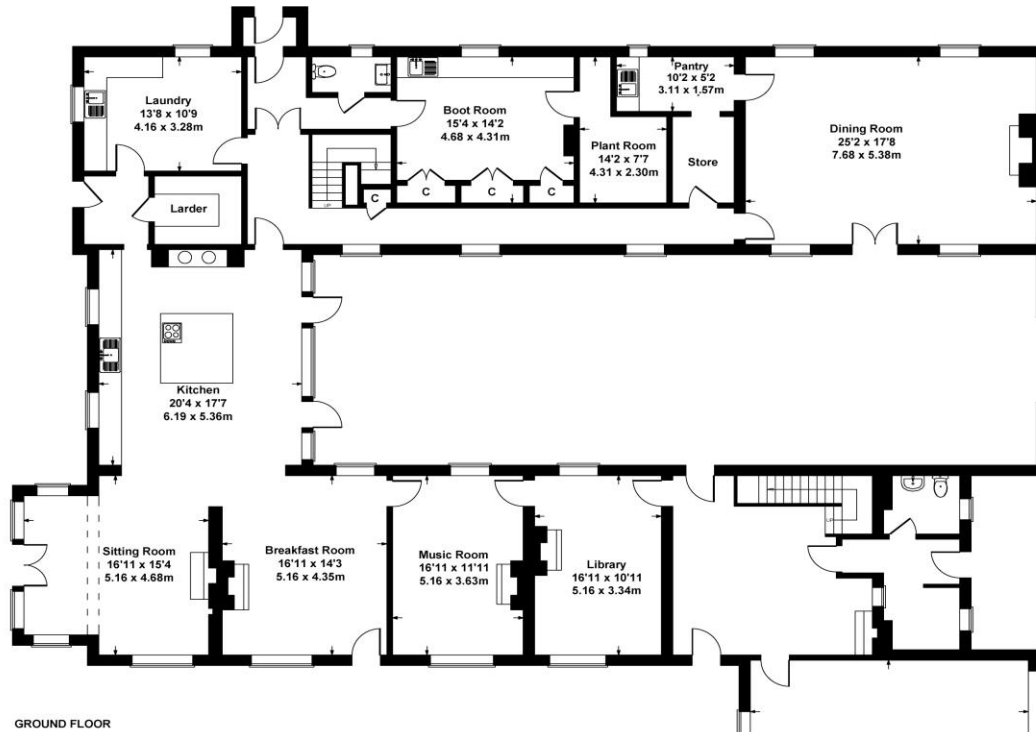 Laundry
13'8 x 10'9
4.16 x 3.28m
Boot Room
15'4 x 14'2
4.68 x 4.31m
Pantry
10'2 x 5'2
3.11 x 1.57m
Plant Room
14'2 x 7'7
4.31 x 2.30m
Store
Dining Room
25'2 x 17'8
7.68 x 5.38m
Larder
UP
C
C
C
C
Kitchen
20'4 x 17'7
6.19 x 5.36m
Sitting Room
16'11 x 15'4
5.16 x 4.68m
Breakfast Room
16'11 x 14'3
5.16 x 4.35m
Music Room
16'11 x 11'11
5.16 x 3.63m
Library
16'11 x 10'11
5.16 x 3.34m
UP
GROUND FLOOR